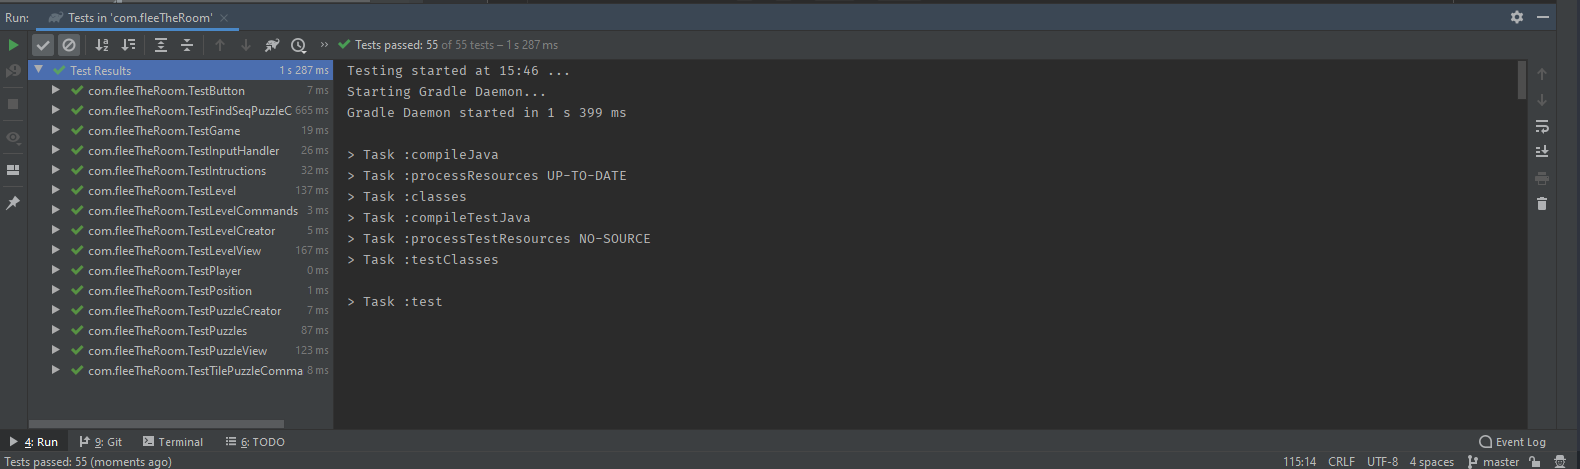 Run: Tests in 'com.fleeTheRoom' ×
» Tests passed: 55 of 55 tests – 1 s 287 ms
Test Results 1 s 287 ms
com.fleeTheRoom.TestButton 7 ms
com.fleeTheRoom.TestFindSeqPuzzleC 665 ms
com.fleeTheRoom.TestGame 19 ms
com.fleeTheRoom.TestInputHandler 26 ms
com.fleeTheRoom.TestIntructions 32 ms
com.fleeTheRoom.TestLevel 137 ms
com.fleeTheRoom.TestLevelCommands 3 ms
com.fleeTheRoom.TestLevelCreator 5 ms
com.fleeTheRoom.TestLevelView 167 ms
com.fleeTheRoom.TestPlayer 0 ms
com.fleeTheRoom.TestPosition 1 ms
com.fleeTheRoom.TestPuzzleCreator 7 ms
com.fleeTheRoom.TestPuzzles 87 ms
com.fleeTheRoom.TestPuzzleView 123 ms
com.fleeTheRoom.TestTilePuzzleComma 8 ms
Testing started at 15:46 ...
Starting Gradle Daemon...
Gradle Daemon started in 1 s 399 ms
> Task :compileJava
> Task :processResources UP-TO-DATE
> Task :classes
> Task :compileTestJava
> Task :processTestResources NO-SOURCE
> Task :testClasses
> Task :test
4: Run 9: Git Terminal 6: TODO Event Log
Tests passed: 55 (moments ago) 115:14 CRLF UTF-8 4 spaces master